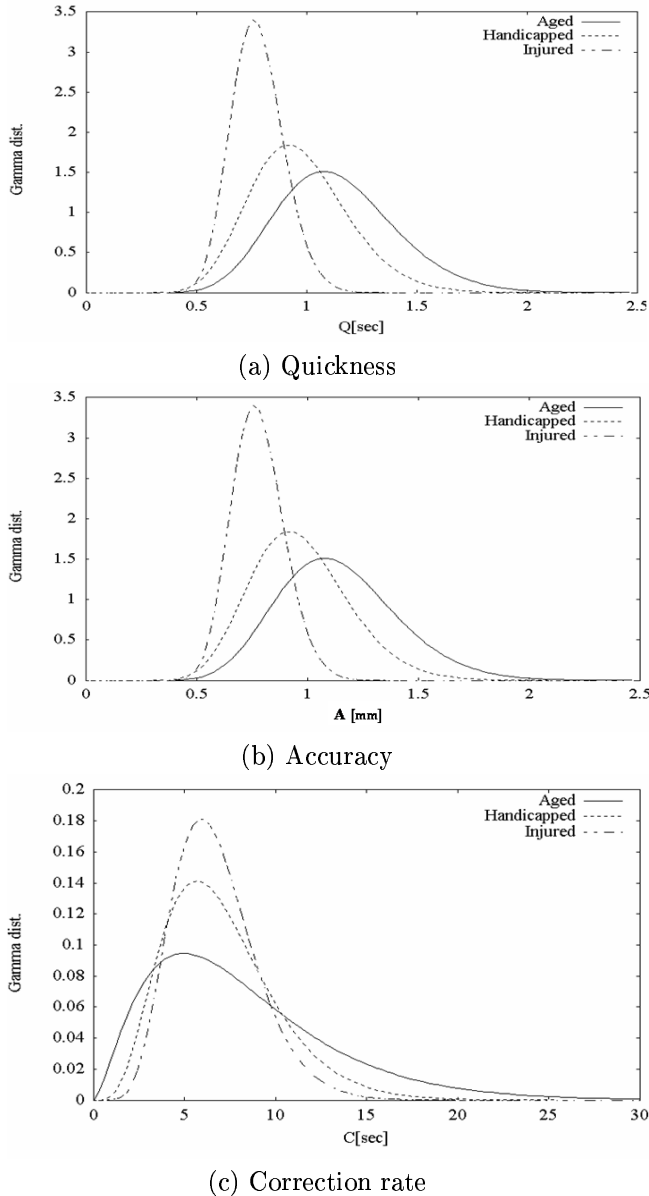 3.5
3
2.5
2
1.5
1
0.5
0
Gamma dist.
Aged
Handicapped
Injured
0 0.5 1 1.5 2 2.5
Q[sec]
(a) Quickness
3.5
3
2.5
2
1.5
1
0.5
0
Gamma dist.
Aged
Handicapped
Injured
0 0.5 1 1.5 2 2.5
A [mm]
(b) Accuracy
0.2
0.18
0.16
0.14
0.12
0.1
0.08
0.06
0.04
0.02
0
Gamma dist.
Aged
Handicapped
Injured
0 5 10 15 20 25 30
C[sec]
(c) Correction rate